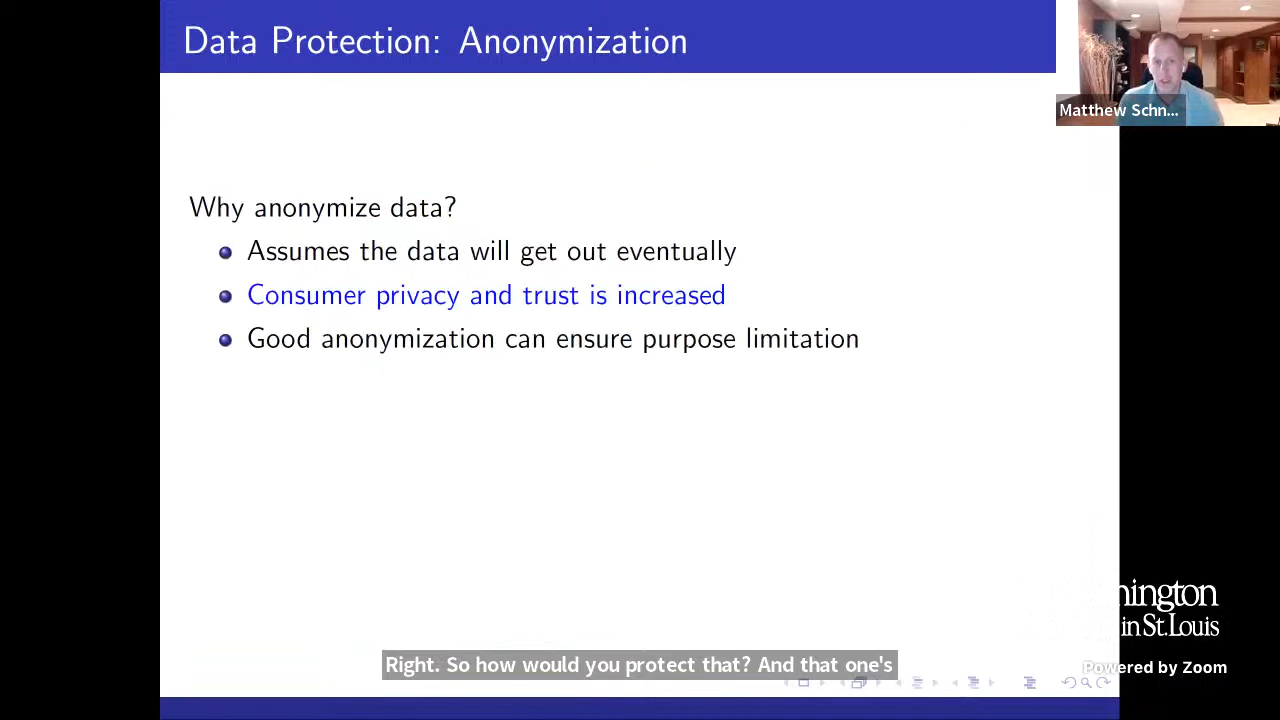 Data Protection: Anonymization
Matthew Schn...
Why anonymize data?
Assumes the data will get out eventually
Consumer privacy and trust is increased
Good anonymization can ensure purpose limitation
in St. Louis
Right. So how would you protect that? And that one's
Powered by Zoom